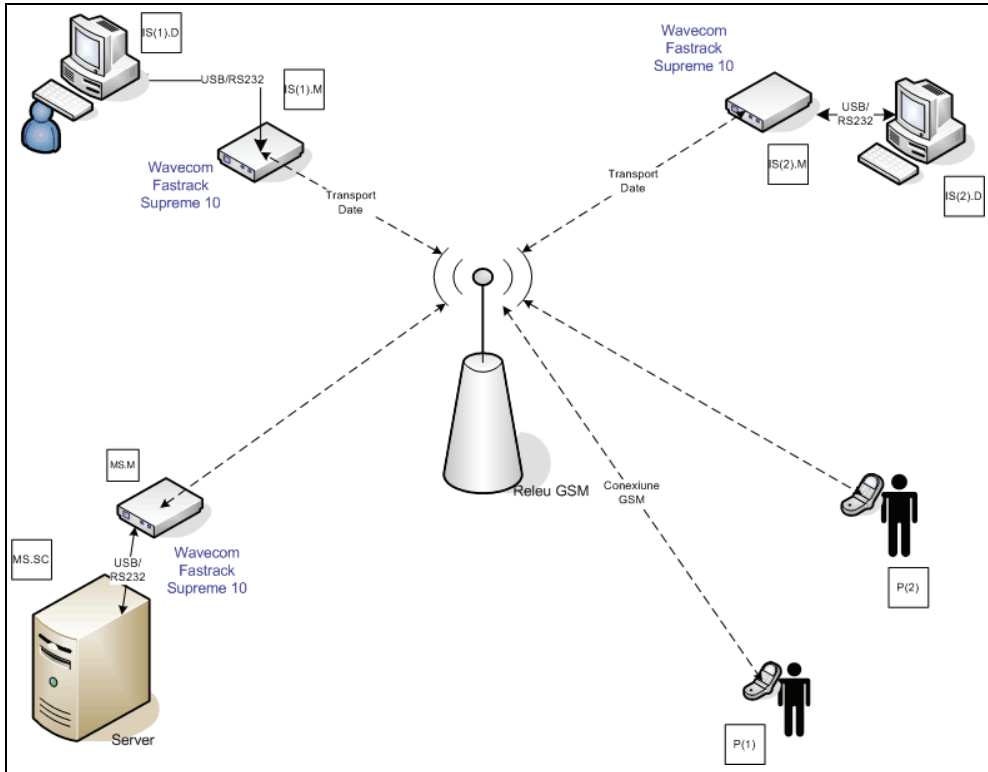 IS(1).D
USB/RS232
IS(1).M
Wavecom
Fastrack
Supreme 10
Transport
Date
Wavecom
Fastrack
Supreme 10
USB/
RS232
IS(2).M
IS(2).D
Transport
Date
Releu GSM
MS.M
Wavecom
Fastrack
Supreme 10
MS.SC
USB/
RS232
Server
Conexiune
GSM
P(2)
P(1)